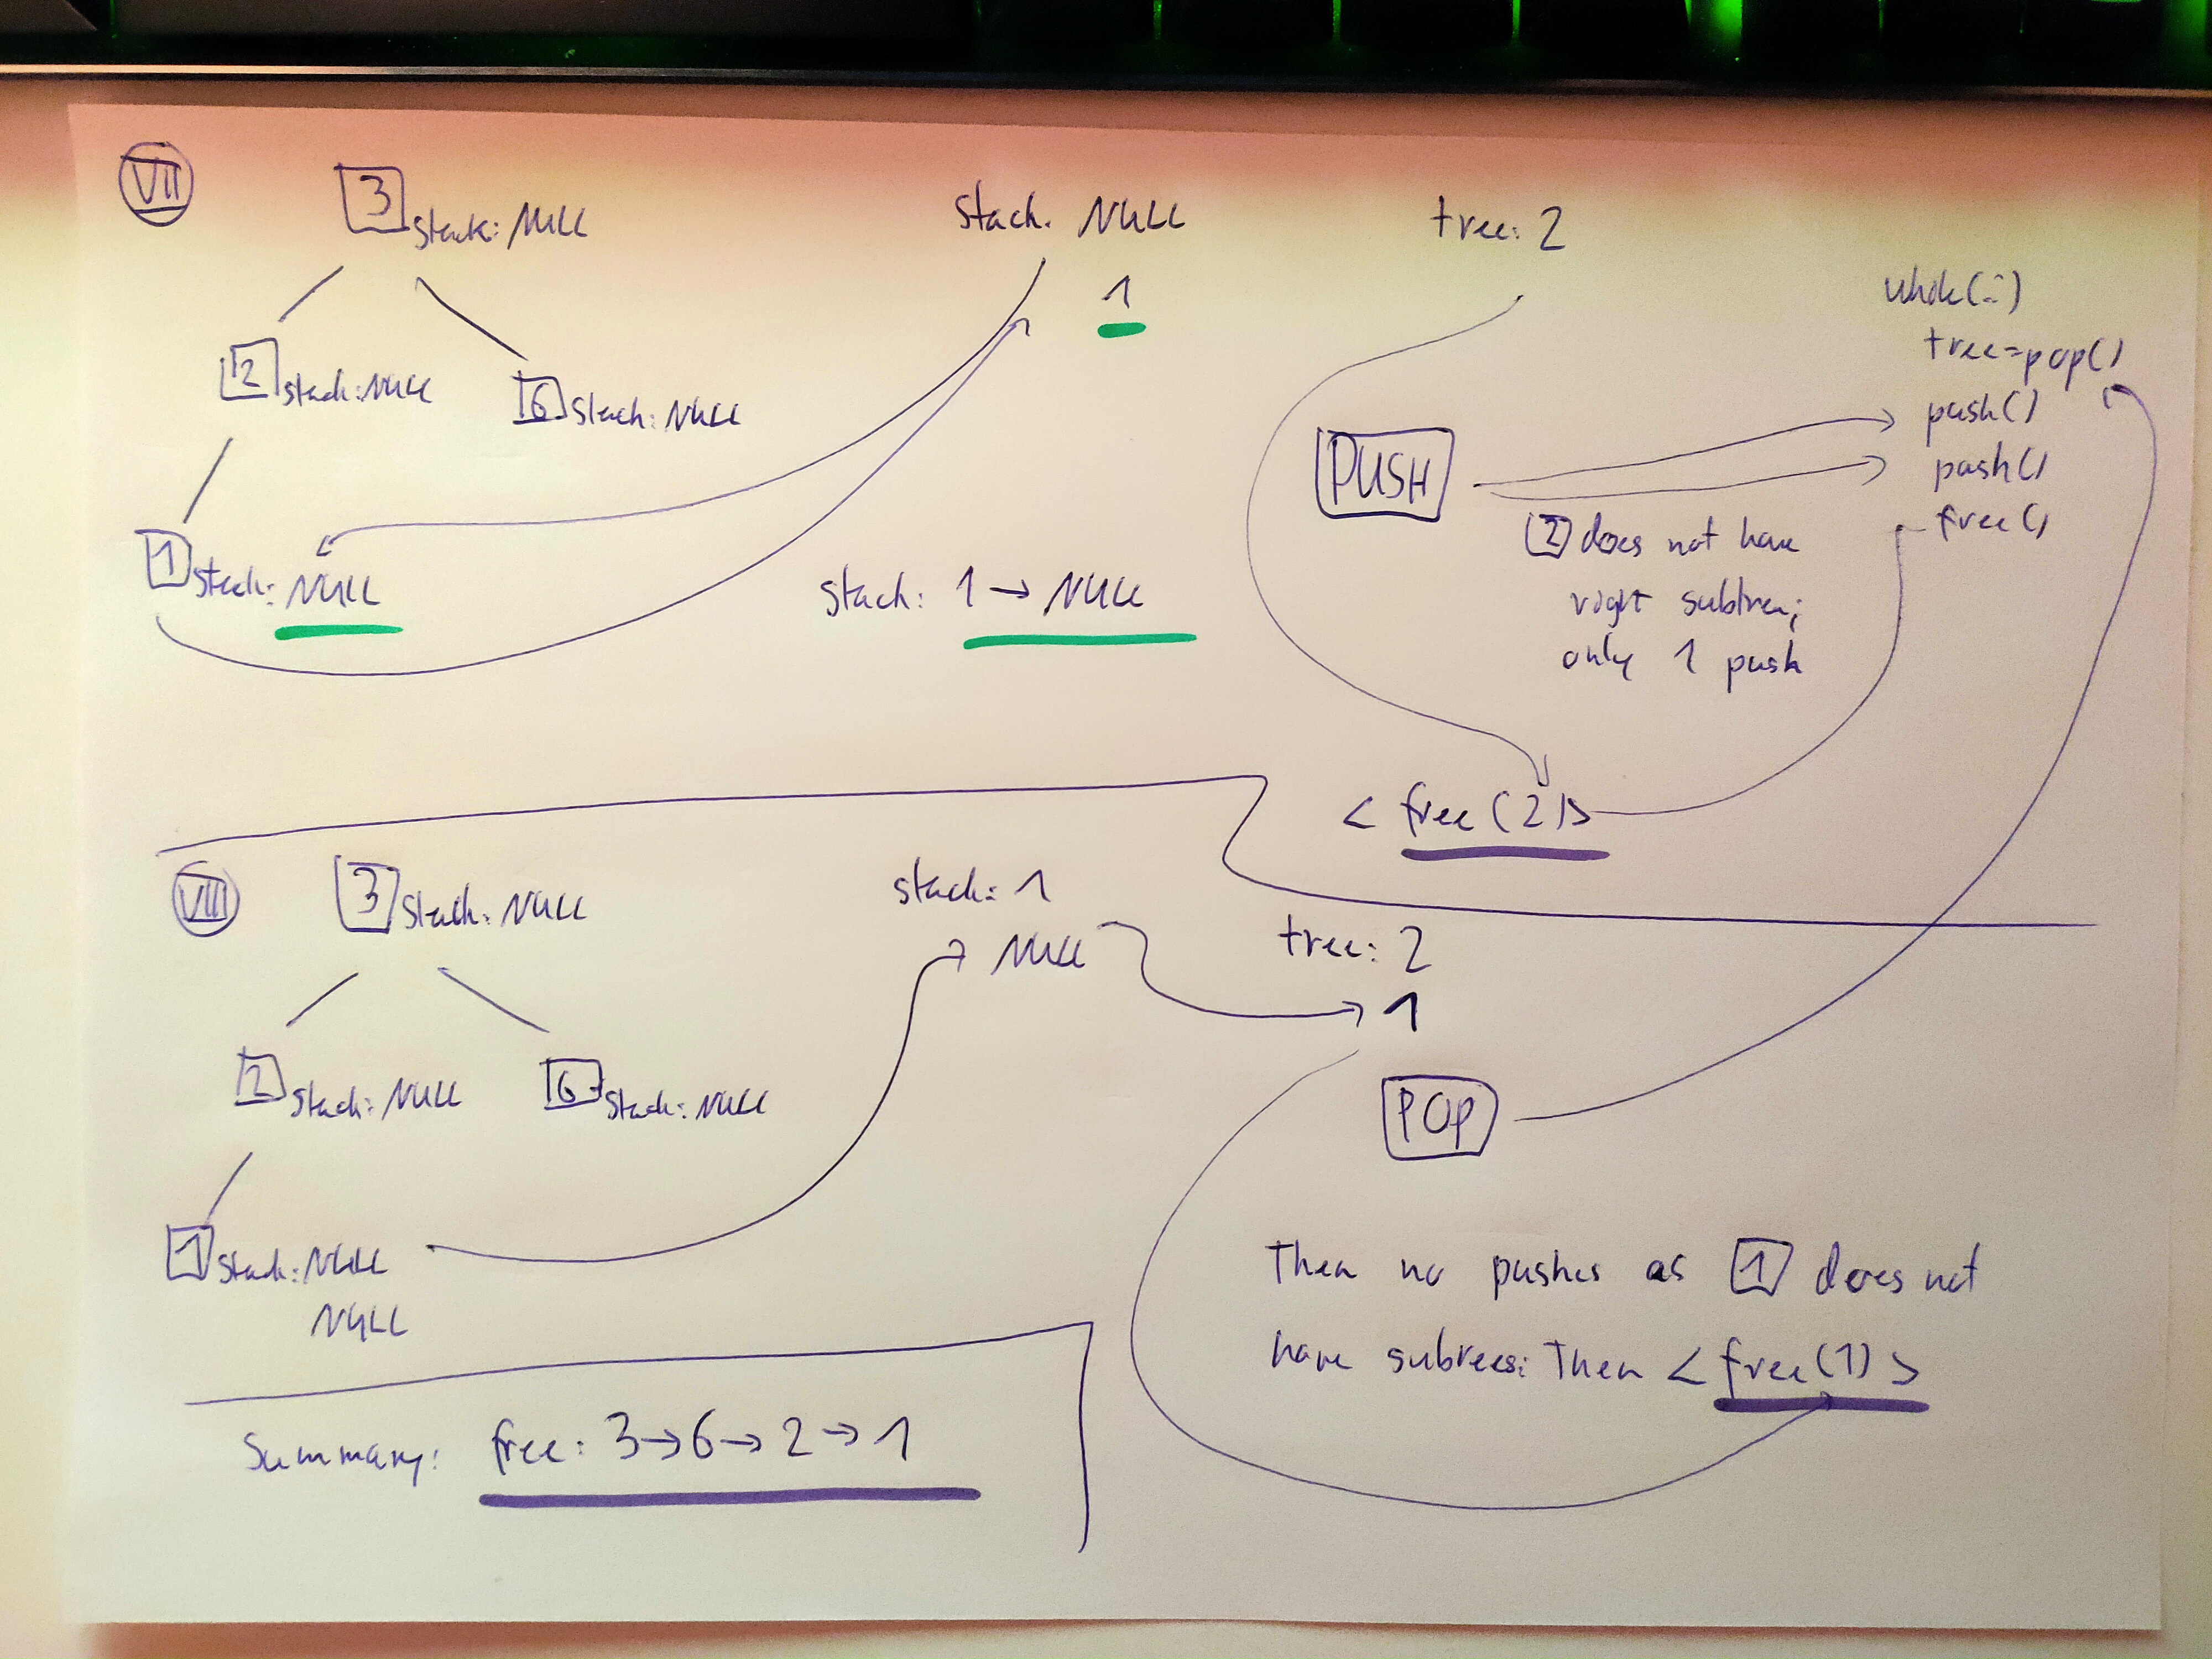 VII
3 stack: NULL
stack: NULL
1
tree: 2
while(...)
tree=pop()
push()
push()
free()
2 stack: NULL
6 stack: NULL
PUSH
2 does not have
right subtree;
only 1 push
1 stack: NULL
stack: 1 → NULL
< free(2)>
VIII
3 stack: NULL
stack: 1
NULL
tree: 2
1
2 stack: NULL
6 stack: NULL
POP
1 stack: NULL
NULL
Then no pushes as 1 does not
have subrees: Then < free(1) >
Summary: free: 3→6→2→1